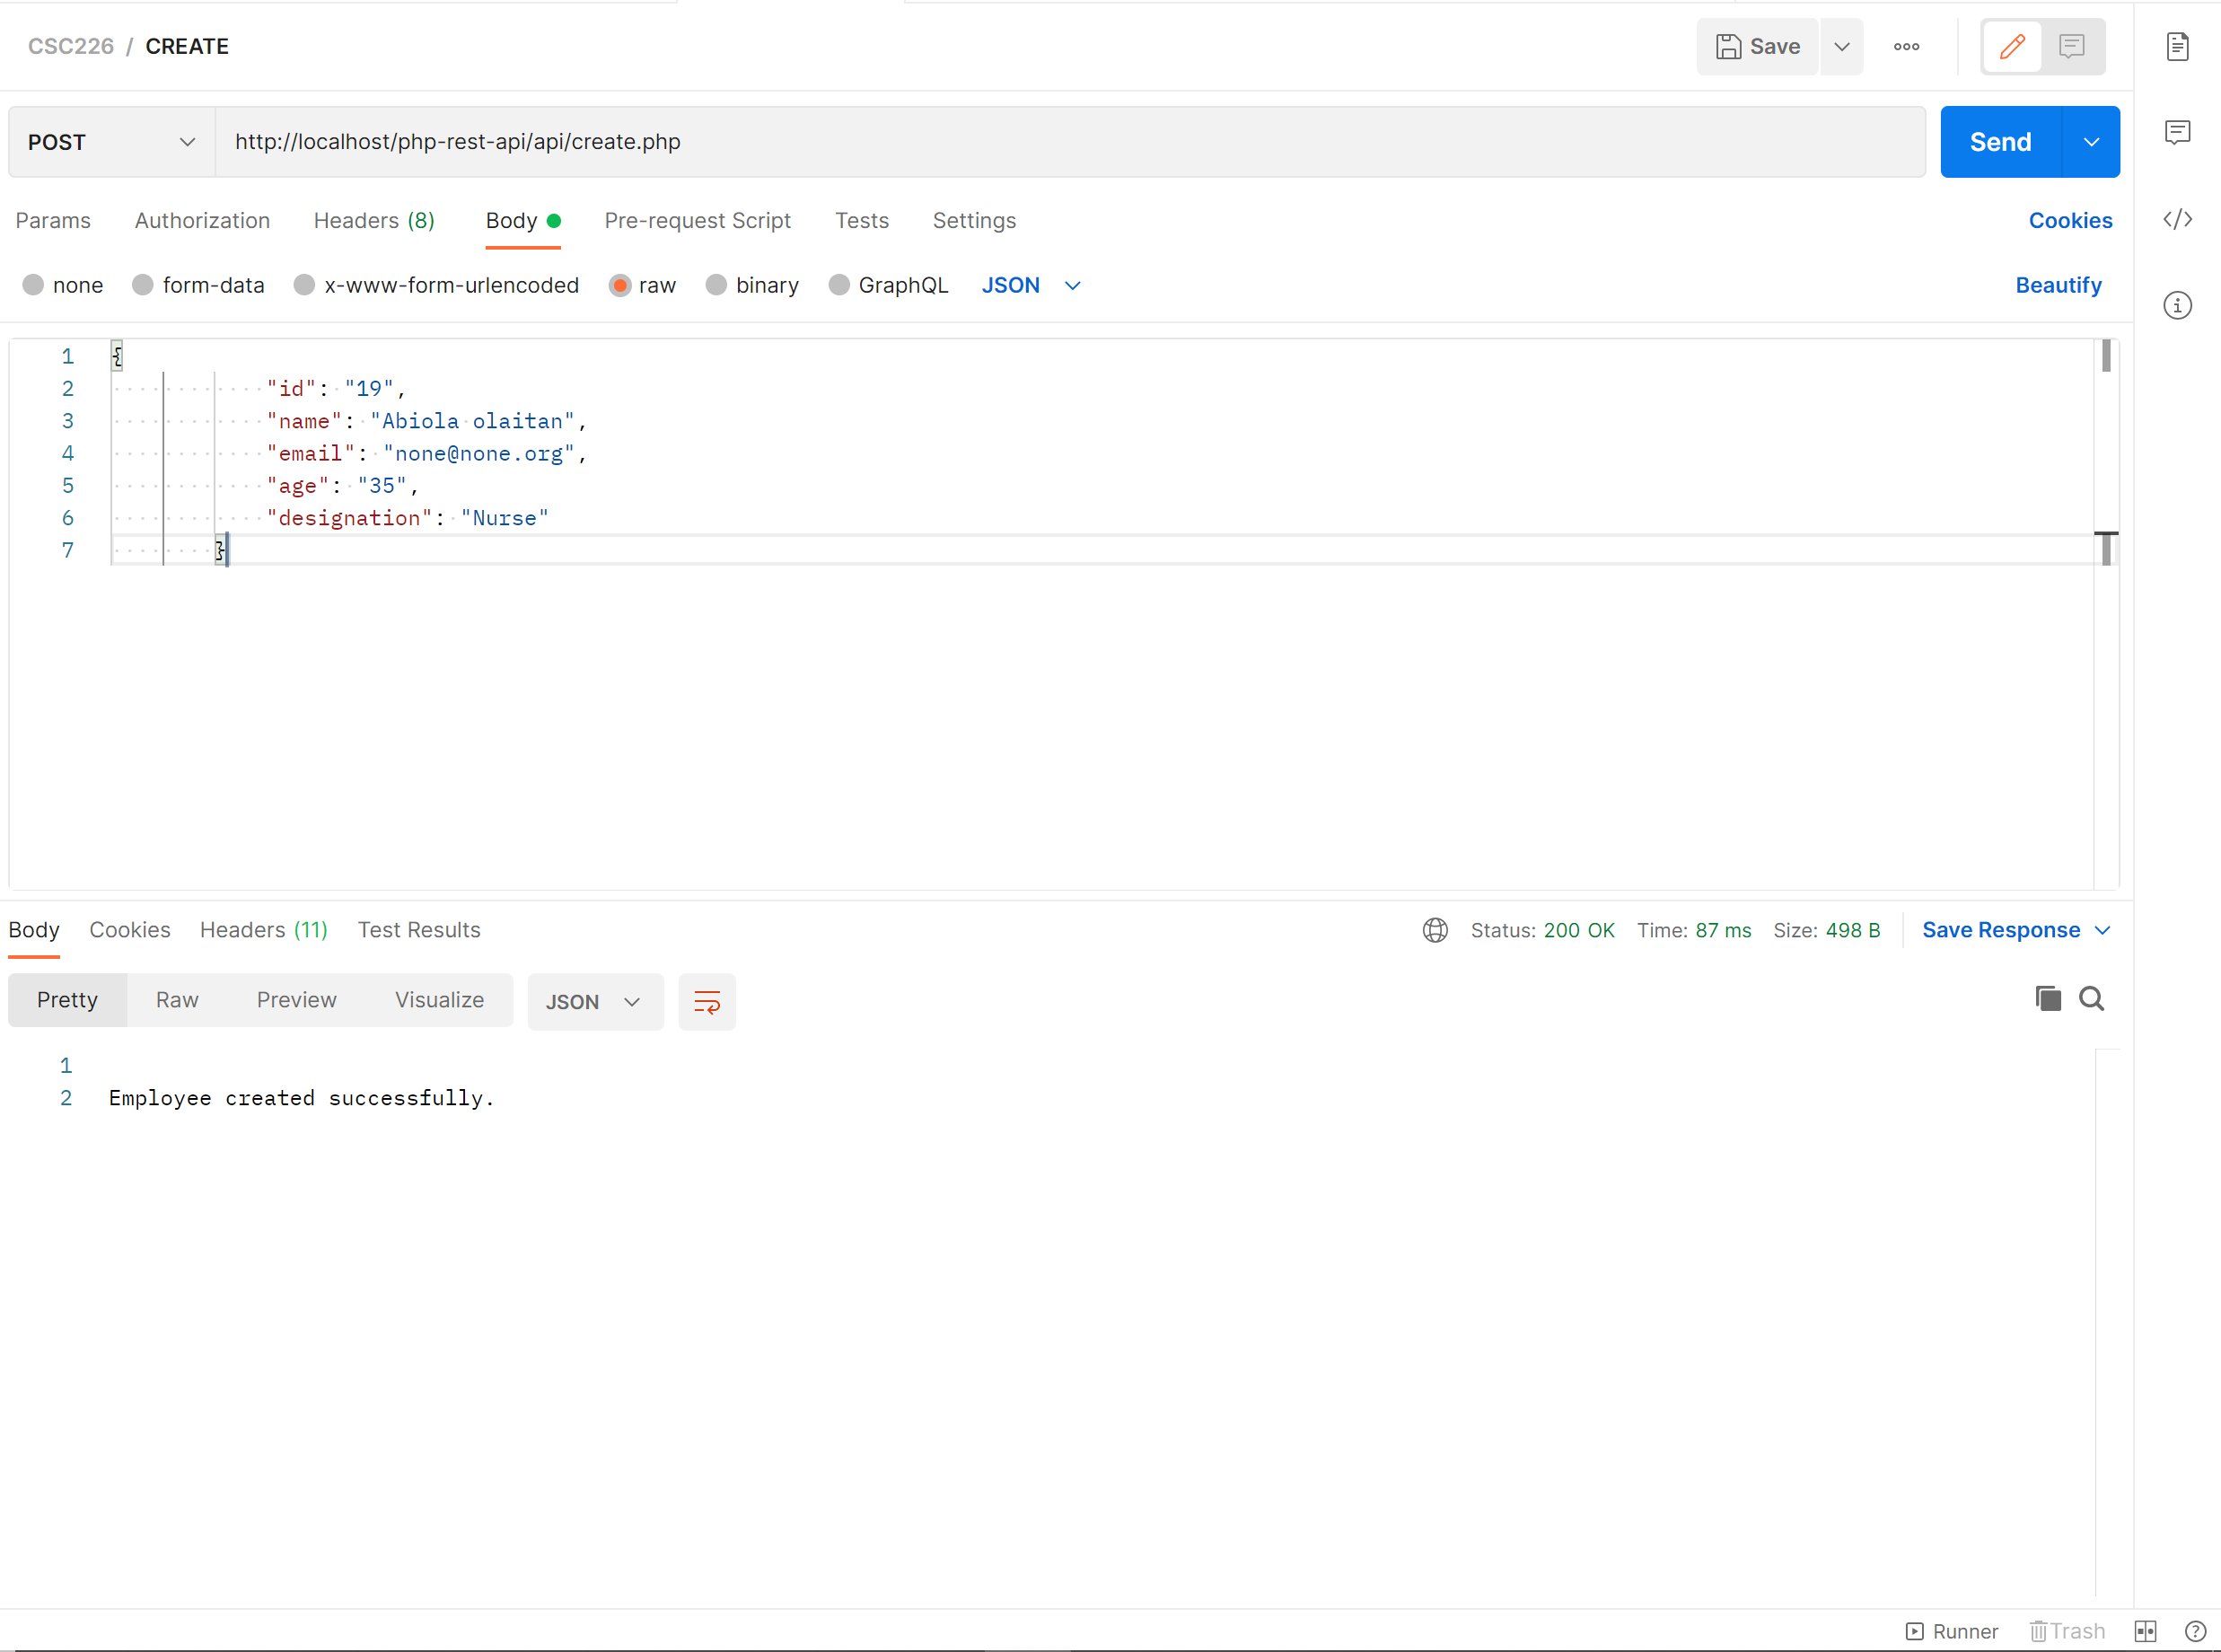 CSC226 / CREATE
Save
POST
http://localhost/php-rest-api/api/create.php
Send
Params Authorization Headers (8) Body Pre-request Script Tests Settings Cookies
none form-data x-www-form-urlencoded raw binary GraphQL JSON Beautify
1 {
2 "id": "19",
3 "name": "Abiola olaitan",
4 "email": "none@none.org",
5 "age": "35",
6 "designation": "Nurse"
7 }
Body Cookies Headers (11) Test Results Status: 200 OK Time: 87 ms Size: 498 B Save Response
Pretty Raw Preview Visualize JSON
1
2 Employee created successfully.
Runner Trash